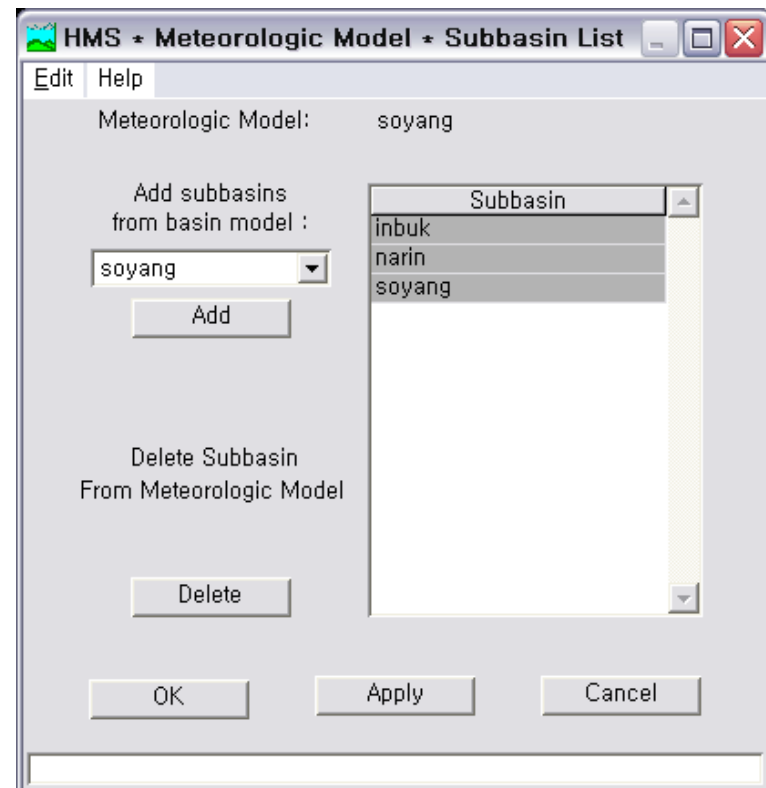 HMS * Meteorologic Model * Subbasin List
Edit Help
Meteorologic Model: soyang
Add subbasins
from basin model :
soyang
Add
Subbasin
inbuk
narin
soyang
Delete Subbasin
From Meteorologic Model
Delete
OK Apply Cancel